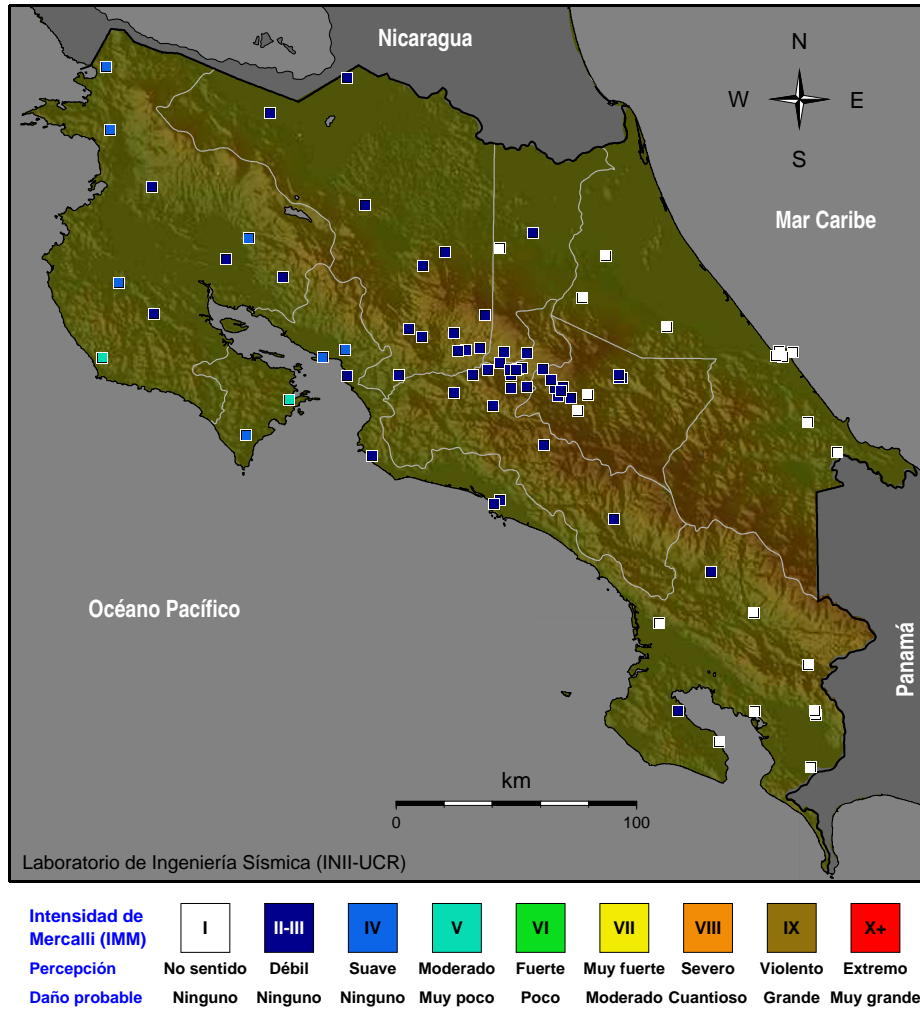 Nicaragua
N
W E
S
Mar Caribe
Océano Pacífico
Panamá
km
0 100
Laboratorio de Ingeniería Sísmica (INII-UCR)
Intensidad de
Mercalli (IMM)
I II-III IV V VI VII VIII IX X+
Percepción No sentido Débil Suave Moderado Fuerte Muy fuerte Severo Violento Extremo
Daño probable Ninguno Ninguno Ninguno Muy poco Poco Moderado Cuantioso Grande Muy grande